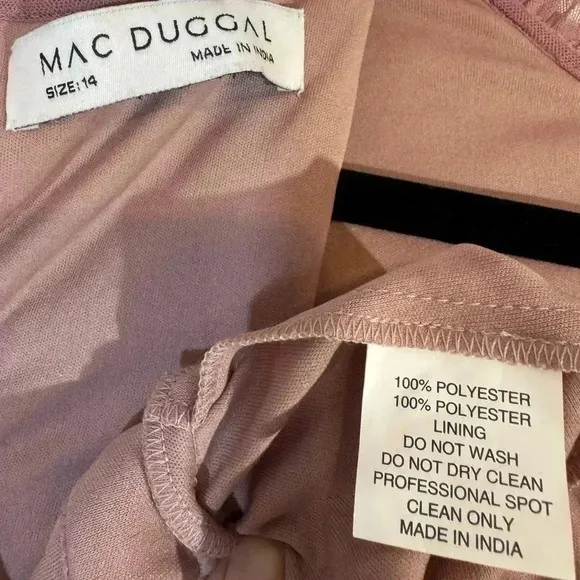 MAC DUGGAL
MADE IN INDIA
SIZE: 14
100% POLYESTER
100% POLYESTER
LINING
DO NOT WASH
DO NOT DRY CLEAN
PROFESSIONAL SPOT
CLEAN ONLY
MADE IN INDIA